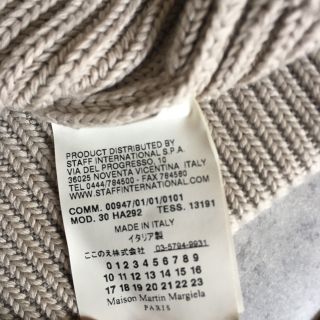 PRODUCT DISTRIBUTED BY
STAFF INTERNATIONAL S.P.A.
VIA DEL PROGRESSO, 10
36025 NOVENTA VICENTINA ITALY
TEL 0444/784500 - FAX 784580
WWW.STAFFINTERNATIONAL.COM
COMM. 00947/01/01/0101
MOD. 30 HA292 TESS. 13191
MADE IN ITALY
イタリア製
ここのえ株式会社 03-5794-9931
0 1 2 3 4 5 6 7 8 9
10 11 12 13 14 15 16
17 18 19 20 21 22 23
Maison Martin Margiela
PARIS